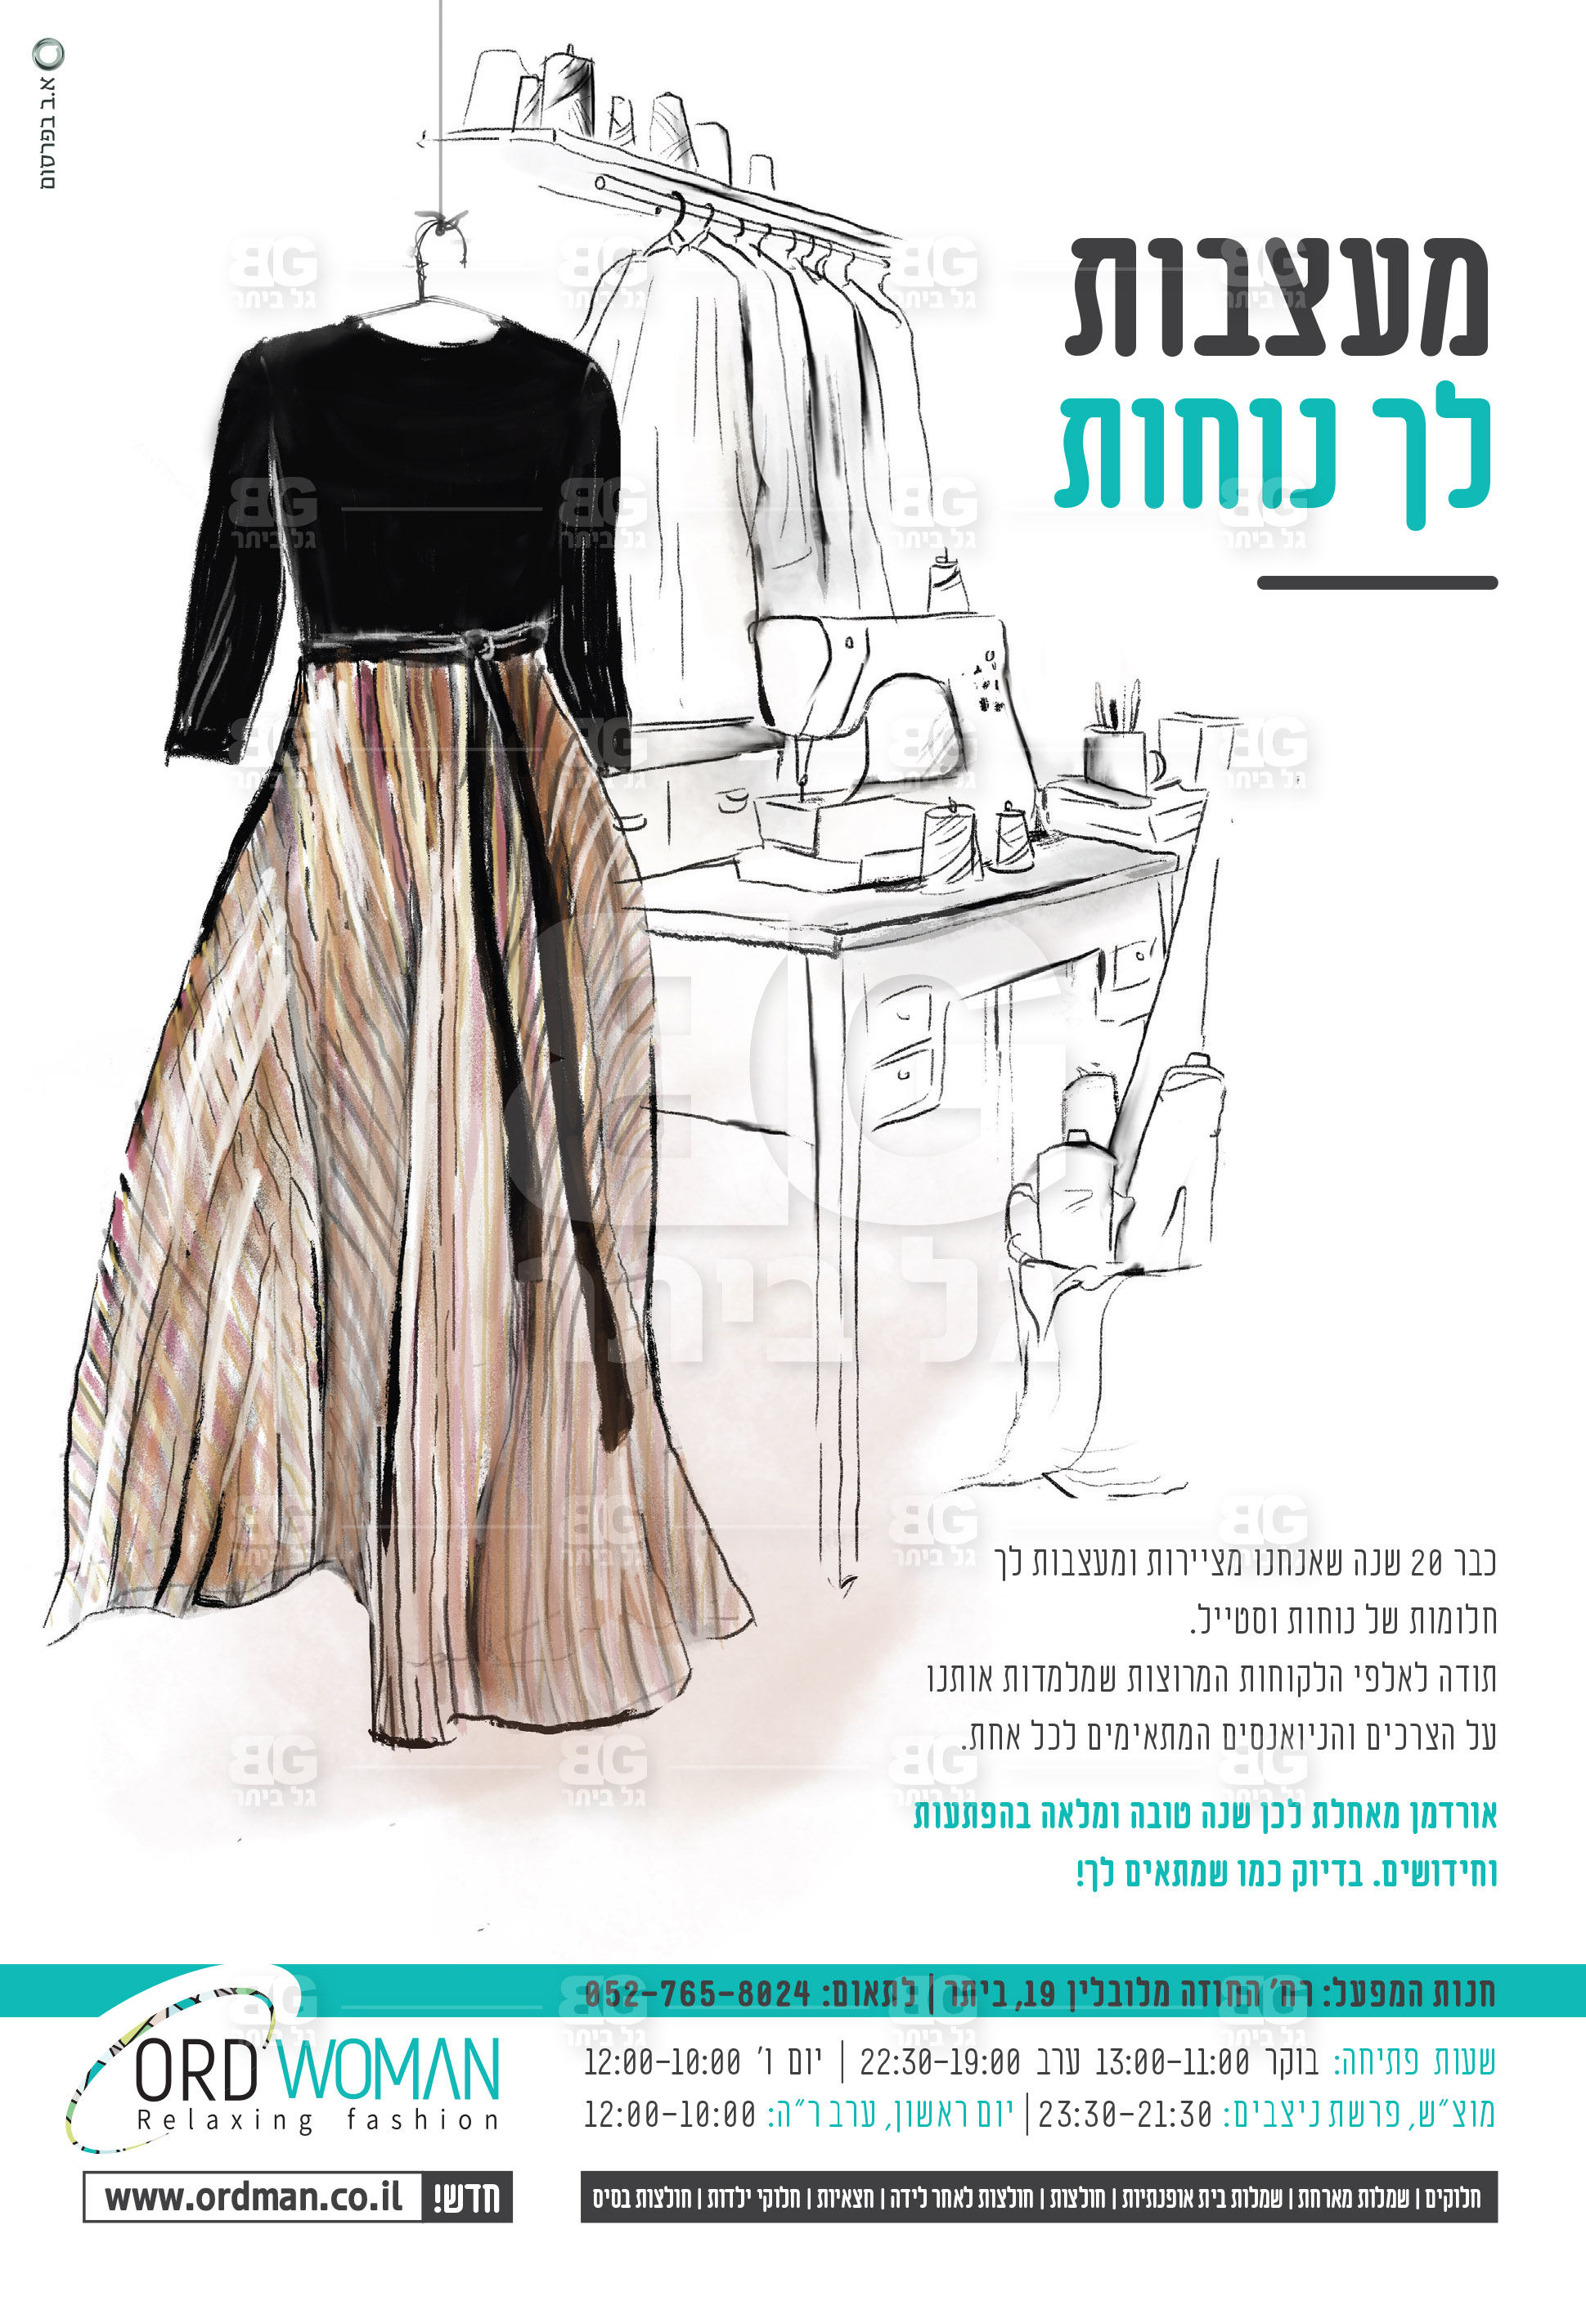 א.ב בפרסום
מעצבות
לך נוחות
כבר 20 שנה שאנחנו מציירות ומעצבות לך
חלומות של נוחות וסטייל.
תודה לאלפי הלקוחות המרוצות שמלמדות אותנו
על הצרכים והניואנסים המתאימים לכל אחת.
אורדמן מאחלת לכן שנה טובה ומלאה בהפתעות
וחידושים. בדיוק כמו שמתאים לך!
חנות המפעל: רח' החוזה מלובלין 19, ביתר | לתאום: 052-765-8024
שעות פתיחה: בוקר 11:00-13:00 ערב 19:00-22:30 | יום ו' 10:00-12:00
מוצ"ש, פרשת ניצבים: 21:30-23:30 | יום ראשון, ערב ר"ה: 10:00-12:00
חלוקים | שמלות מארחת | שמלות בית אופנתיות | חולצות | חולצות לאחר לידה | חצאיות | חלוקי ילדות | חולצות בסיס
ORD'WOMAN
Relaxing fashion
חדש! www.ordman.co.il
BG
גל ביתר